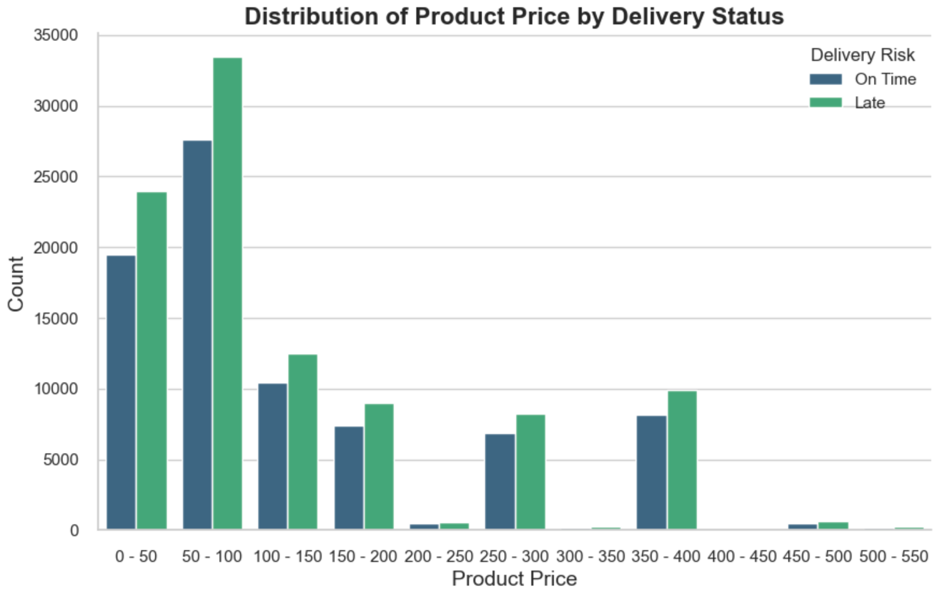 Distribution of Product Price by Delivery Status
35000
30000
25000
20000
15000
10000
5000
0
Count
Delivery Risk
On Time
Late
0 - 50 50 - 100 100 - 150 150 - 200 200 - 250 250 - 300 300 - 350 350 - 400 400 - 450 450 - 500 500 - 550
Product Price